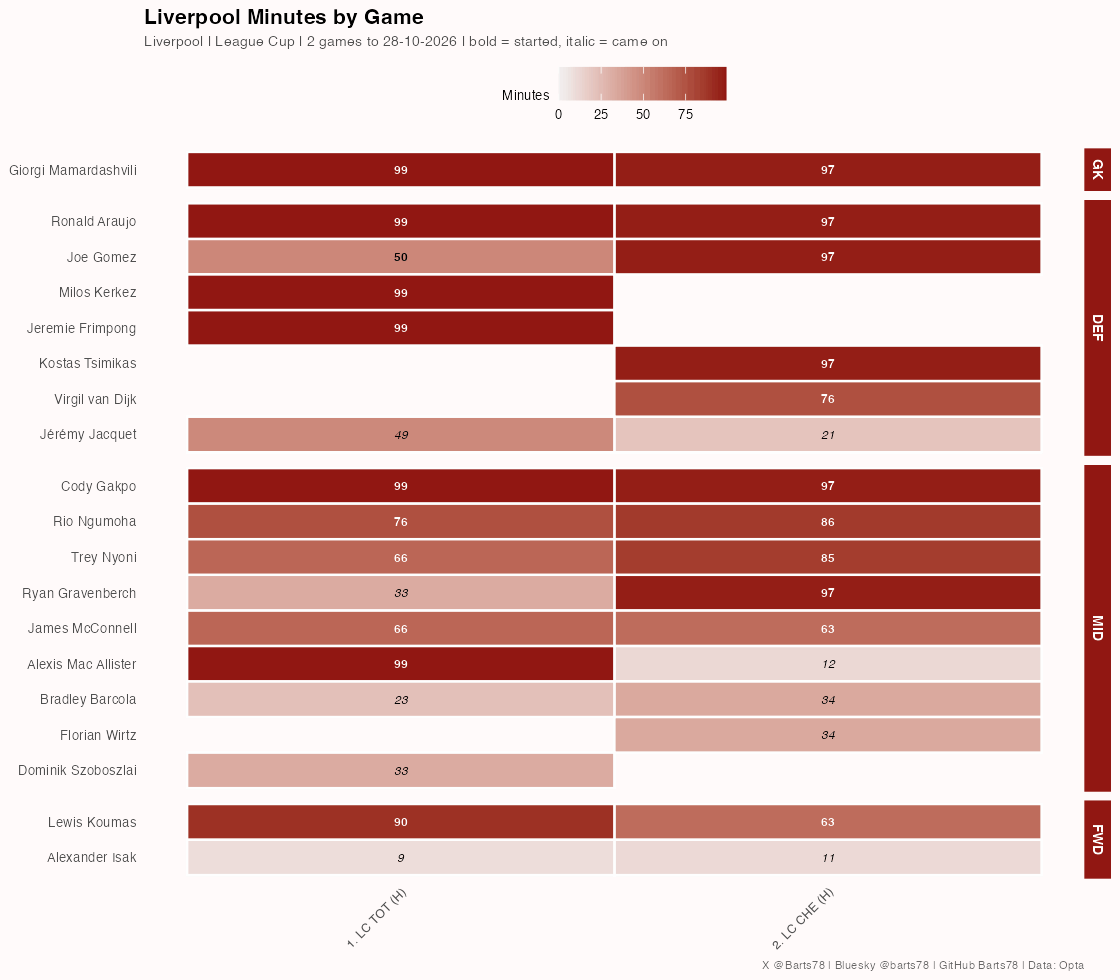 Liverpool Minutes by Game
Liverpool | League Cup | 2 games to 28-10-2026 | bold = started, italic = came on
Minutes
0 25 50 75
Giorgi Mamardashvili 99 97
GK
Ronald Araujo 99 97
Joe Gomez 50 97
Milos Kerkez 99
Jeremie Frimpong 99
Kostas Tsimikas 97
Virgil van Dijk 76
Jérémy Jacquet 49 21
DEF
Cody Gakpo 99 97
Rio Ngumoha 76 86
Trey Nyoni 66 85
Ryan Gravenberch 33 97
James McConnell 66 63
Alexis Mac Allister 99 12
Bradley Barcola 23 34
Florian Wirtz 34
Dominik Szoboszlai 33
MID
Lewis Koumas 90 63
Alexander Isak 9 11
FWD
1. LC TOT (H)
2. LC CHE (H)
X @Barts78 | Bluesky @barts78 | GitHub Barts78 | Data: Opta